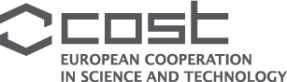 cost
EUROPEAN COOPERATION
IN SCIENCE AND TECHNOLOGY